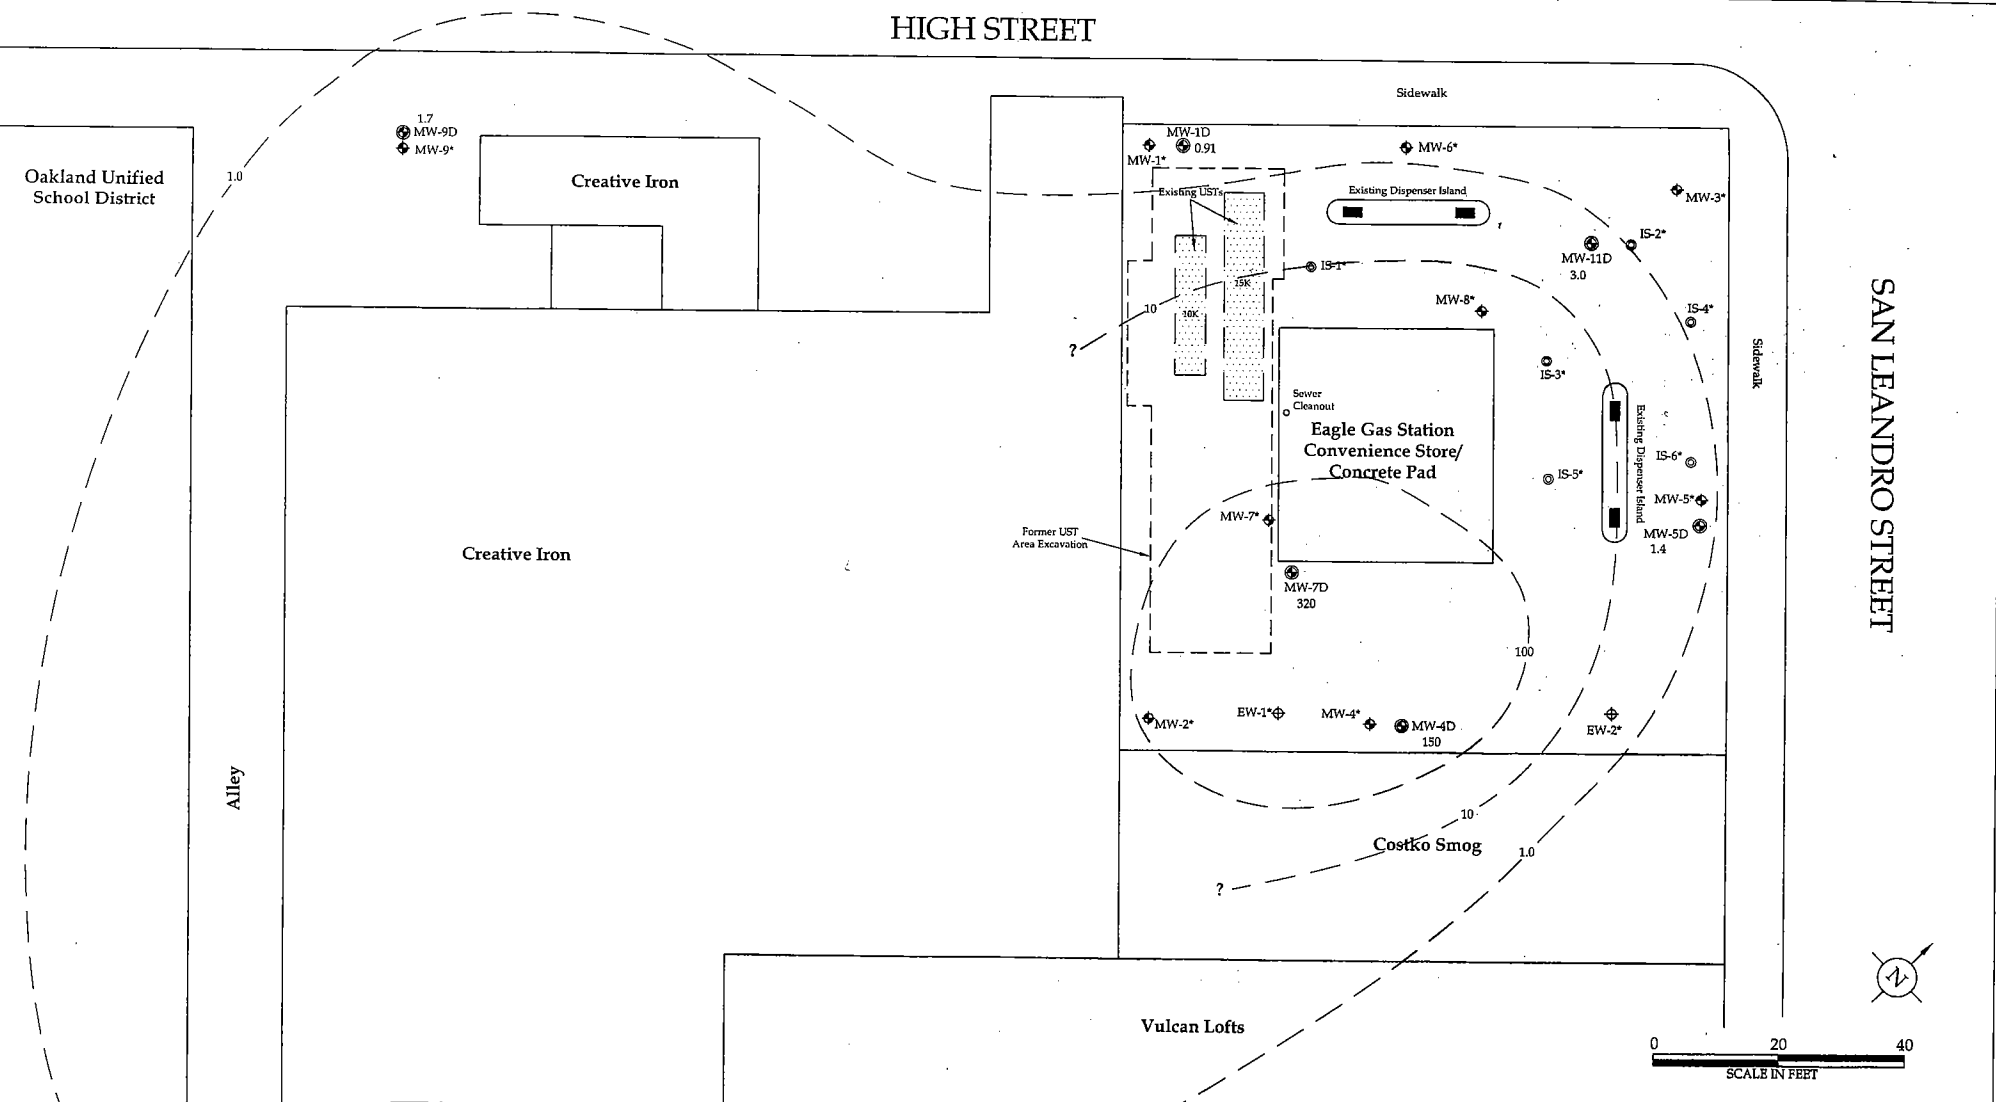 HIGH STREET
Sidewalk
1.7
MW-9D
MW-9*
Oakland Unified
School District
1.0
Creative Iron
MW-1D
0.91
MW-1*
MW-6*
Existing USTs
Existing Dispenser Island
MW-3*
IS-2*
MW-11D
3.0
IS-1*
15K
10
10K
?
MW-8*
IS-4*
IS-3*
Sidewalk
SAN LEANDRO STREET
Sewer
Cleanout
Eagle Gas Station
Convenience Store/
Concrete Pad
Existing Dispenser Island
IS-6*
IS-5*
MW-5*
MW-5D
1.4
MW-7*
Former UST
Area Excavation
Creative Iron
MW-7D
320
100
MW-2*
EW-1*
MW-4*
MW-4D
150
EW-2*
Alley
10
Costko Smog
1.0
?
N
Vulcan Lofts
0 20 40
SCALE IN FEET